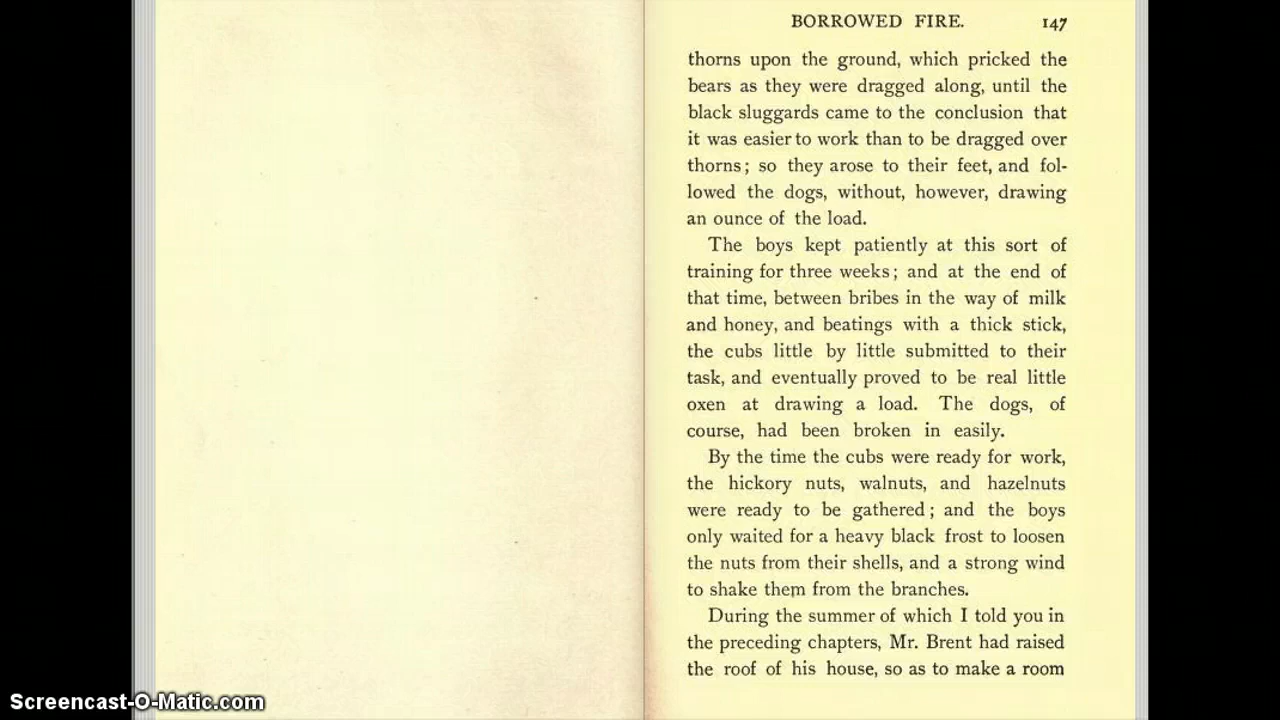 BORROWED FIRE. 147
thorns upon the ground, which pricked the
bears as they were dragged along, until the
black sluggards came to the conclusion that
it was easier to work than to be dragged over
thorns; so they arose to their feet, and fol-
lowed the dogs, without, however, drawing
an ounce of the load.
The boys kept patiently at this sort of
training for three weeks; and at the end of
that time, between bribes in the way of milk
and honey, and beatings with a thick stick,
the cubs little by little submitted to their
task, and eventually proved to be real little
oxen at drawing a load. The dogs, of
course, had been broken in easily.
By the time the cubs were ready for work,
the hickory nuts, walnuts, and hazelnuts
were ready to be gathered; and the boys
only waited for a heavy black frost to loosen
the nuts from their shells, and a strong wind
to shake them from the branches.
During the summer of which I told you in
the preceding chapters, Mr. Brent had raised
the roof of his house, so as to make a room
Screencast-O-Matic.com